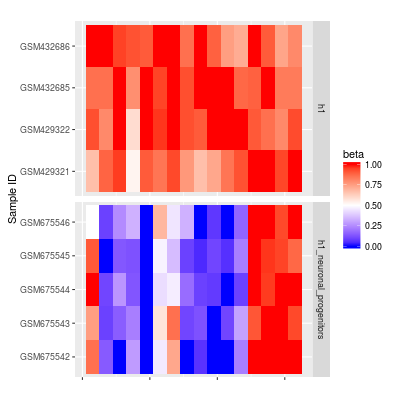 Sample ID
GSM432686
GSM432685
GSM429322
GSM429321
h1
GSM675546
GSM675545
GSM675544
GSM675543
GSM675542
h1_neuronal_progenitors
beta
1.00
0.75
0.50
0.25
0.00